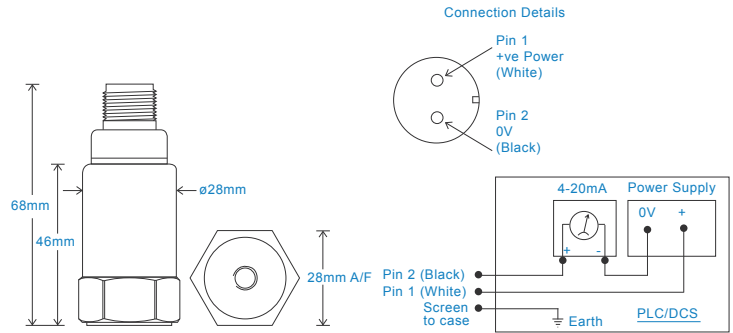 Connection Details
Pin 1
+ve Power
(White)
Pin 2
0V
(Black)
ø28mm
68mm
46mm
28mm A/F
4-20mA
Power Supply
0V +
+ -
Pin 2 (Black)
Pin 1 (White)
Screen
to case
Earth
PLC/DCS